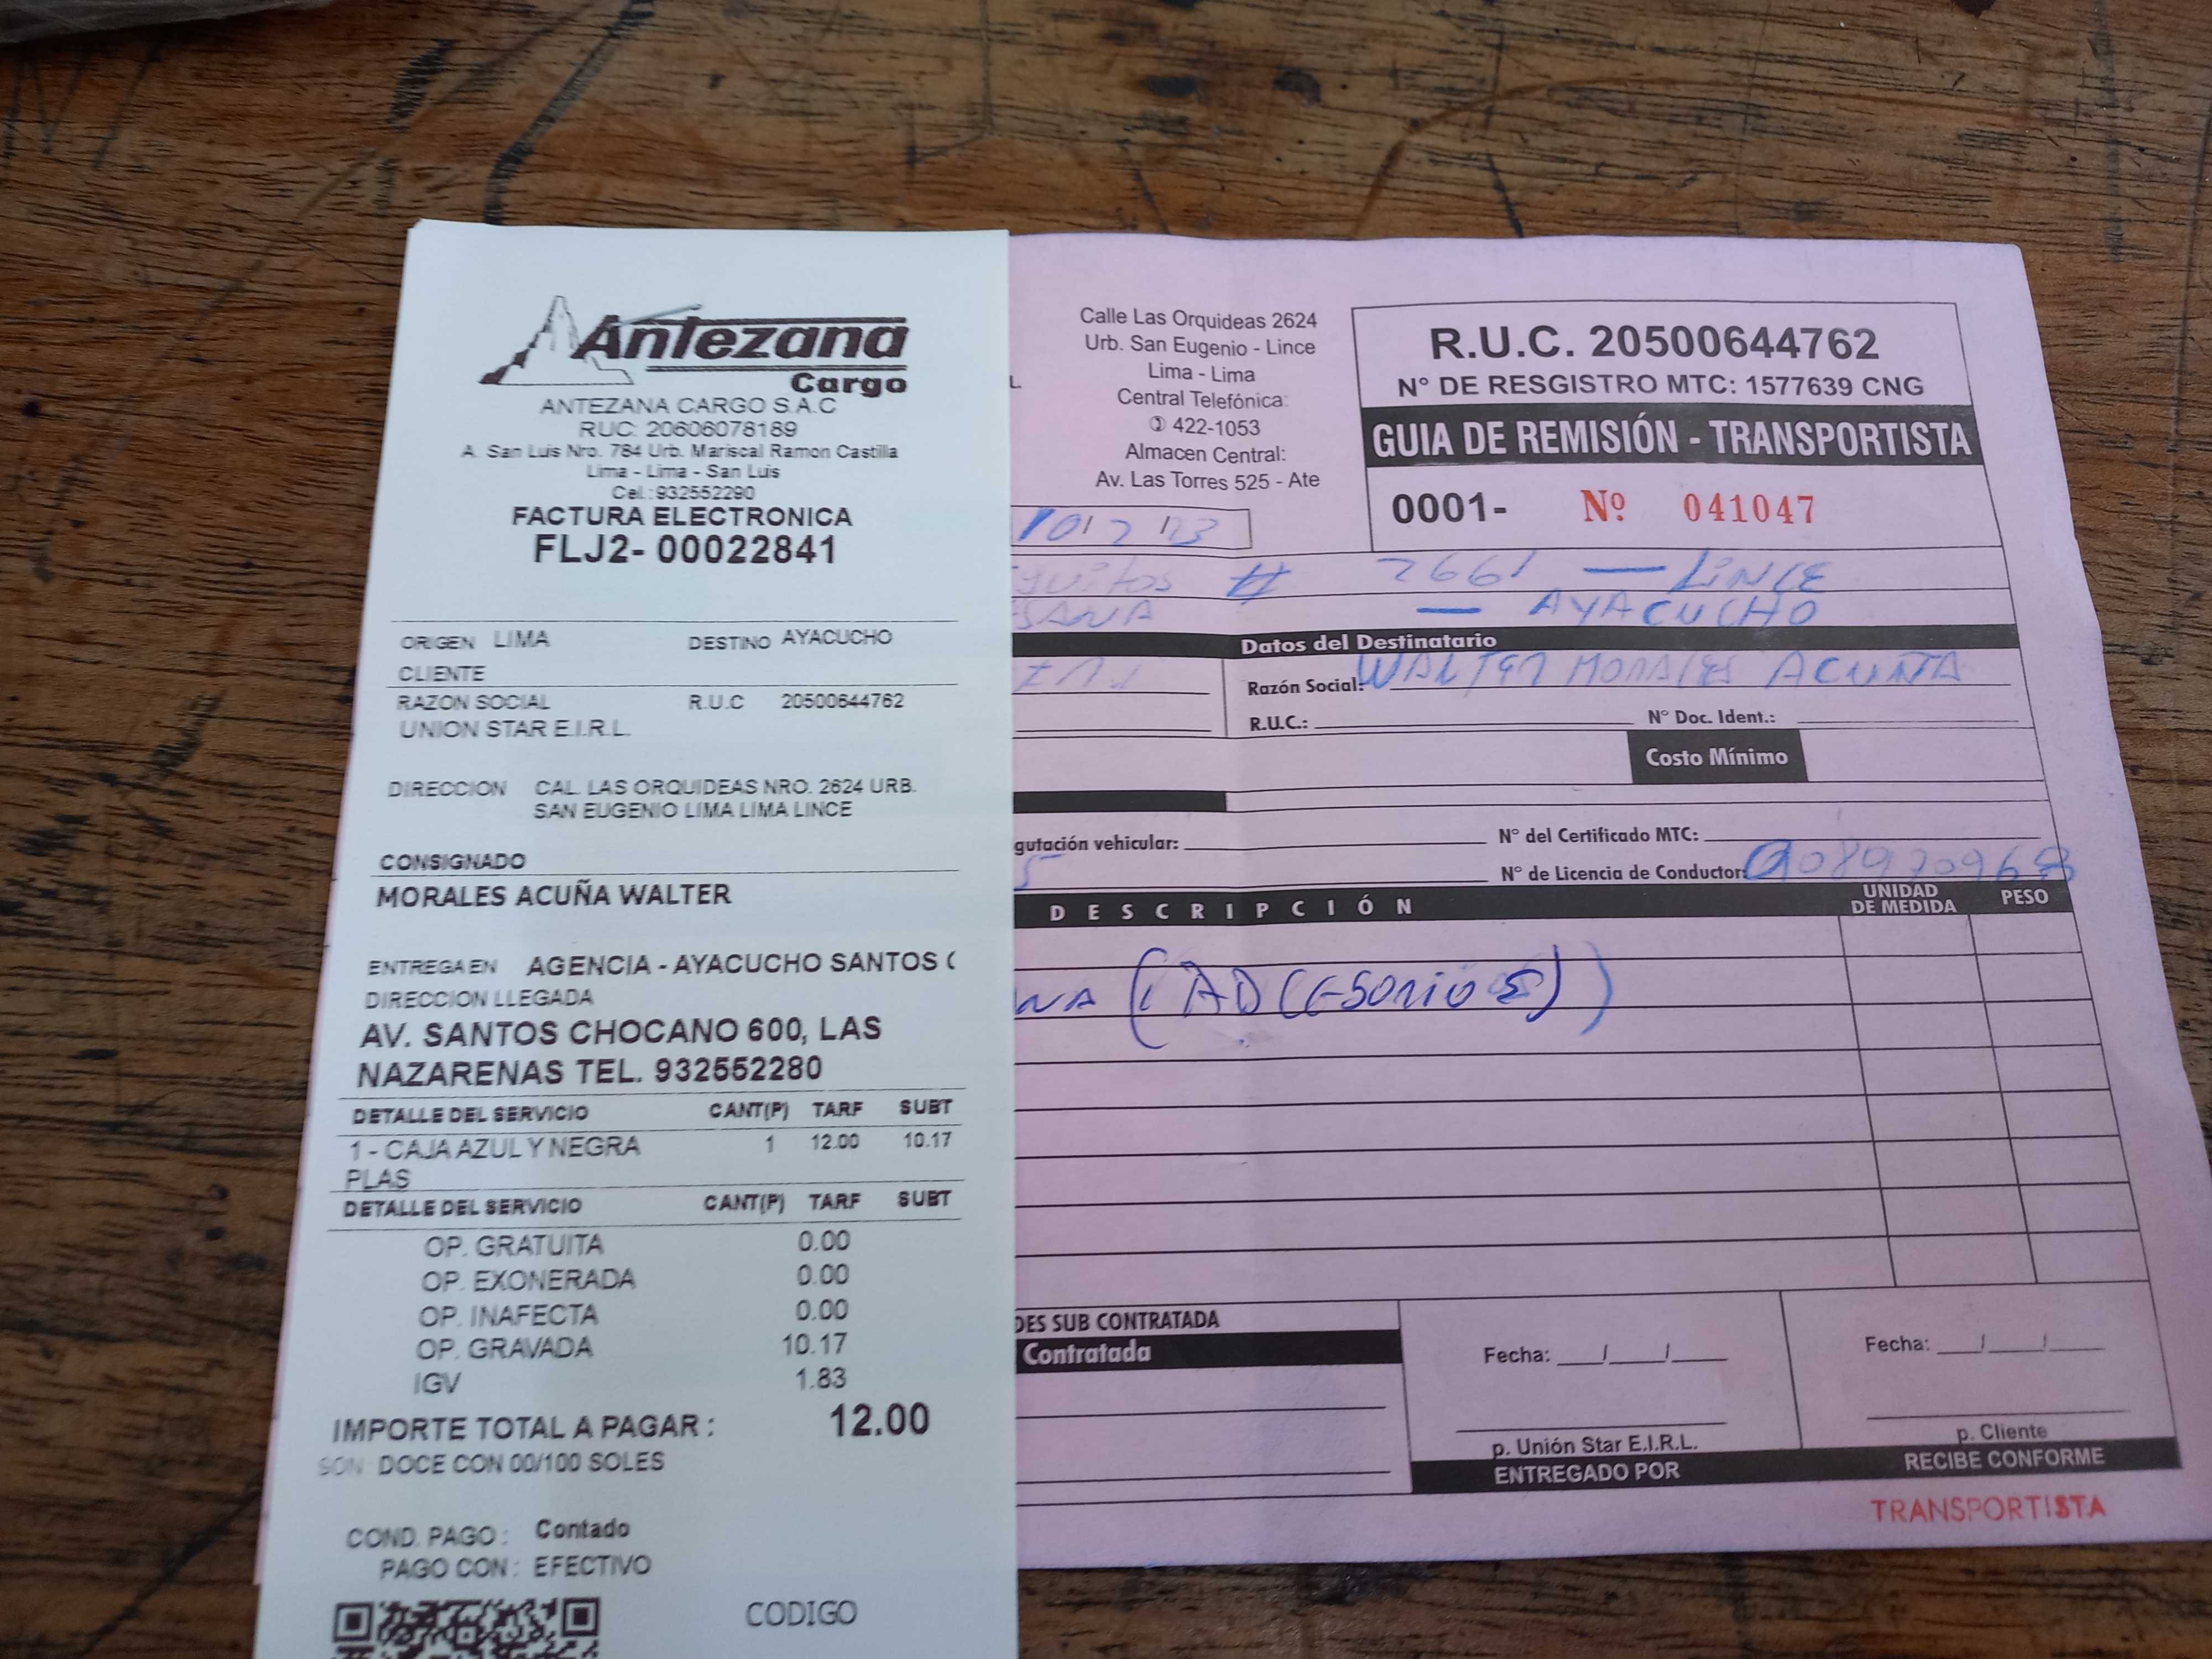 Antezana
Cargo
ANTEZANA CARGO S.A.C
RUC: 20606078189
A. San Luis Nro. 784 Urb. Mariscal Ramon Castilla
Lima - Lima - San Luis
Cel.:932552290
FACTURA ELECTRONICA
FLJ2- 00022841
ORIGEN LIMA DESTINO AYACUCHO
CLIENTE
RAZON SOCIAL R.U.C 20500644762
UNION STAR E.I.R.L.
DIRECCION CAL. LAS ORQUIDEAS NRO. 2624 URB.
SAN EUGENIO LIMA LIMA LINCE
CONSIGNADO
MORALES ACUÑA WALTER
ENTREGA EN AGENCIA - AYACUCHO SANTOS C
DIRECCION LLEGADA
AV. SANTOS CHOCANO 600, LAS
NAZARENAS TEL. 932552280
DETALLE DEL SERVICIO CANT(P) TARF SUBT
1 - CAJA AZUL Y NEGRA 1 12.00 10.17
PLAS
DETALLE DEL SERVICIO CANT(P) TARF SUBT
OP. GRATUITA 0.00
OP. EXONERADA 0.00
OP. INAFECTA 0.00
OP. GRAVADA 10.17
IGV 1.83
IMPORTE TOTAL A PAGAR : 12.00
SON: DOCE CON 00/100 SOLES
COND. PAGO : Contado
PAGO CON : EFECTIVO
CODIGO
Calle Las Orquideas 2624
Urb. San Eugenio - Lince
Lima - Lima
Central Telefónica:
422-1053
Almacen Central:
Av. Las Torres 525 - Ate
R.U.C. 20500644762
N° DE RESGISTRO MTC: 1577639 CNG
GUIA DE REMISIÓN - TRANSPORTISTA
0001- Nº 041047
# 2661 — LINCE
— AYACUCHO
Datos del Destinatario
Razón Social: WALTER MORALES ACUÑA
R.U.C.: N° Doc. Ident.:
Costo Mínimo
gutación vehicular: N° del Certificado MTC:
N° de Licencia de Conductor:
DESCRIPCIÓN UNIDAD DE MEDIDA PESO
NA (ADCESORIOS)
DES SUB CONTRATADA
Contratada
Fecha: / / Fecha: / /
p. Unión Star E.I.R.L. p. Cliente
ENTREGADO POR RECIBE CONFORME
TRANSPORTISTA